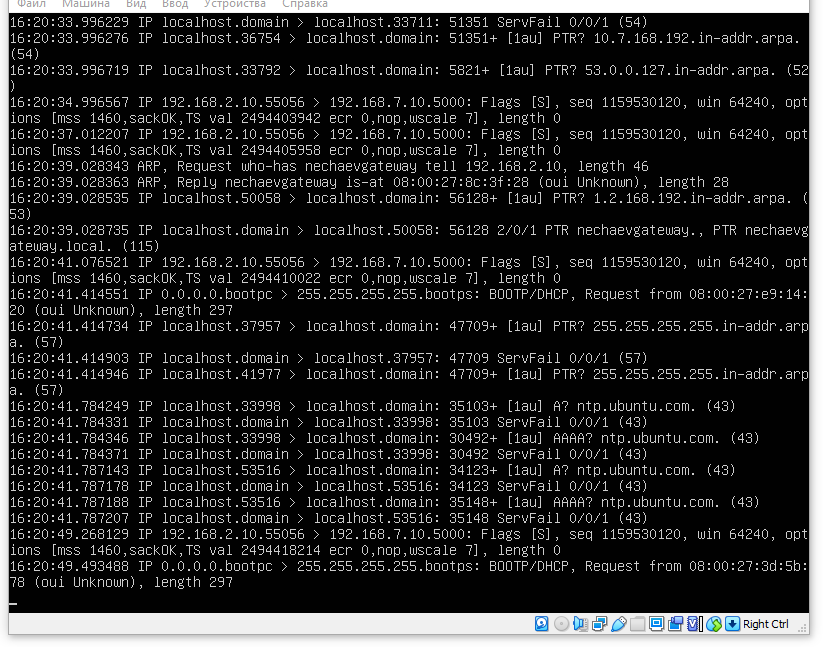 Файл Машина Вид Ввод Устройства Справка
16:20:33.996229 IP localhost.domain > localhost.33711: 51351 ServFail 0/0/1 (54)
16:20:33.996276 IP localhost.36754 > localhost.domain: 51351+ [1au] PTR? 10.7.168.192.in-addr.arpa.
(54)
16:20:33.996719 IP localhost.33792 > localhost.domain: 5821+ [1au] PTR? 53.0.0.127.in-addr.arpa. (52
)
16:20:34.996567 IP 192.168.2.10.55056 > 192.168.7.10.5000: Flags [S], seq 1159530120, win 64240, opt
ions [mss 1460,sackOK,TS val 2494403942 ecr 0,nop,wscale 7], length 0
16:20:37.012207 IP 192.168.2.10.55056 > 192.168.7.10.5000: Flags [S], seq 1159530120, win 64240, opt
ions [mss 1460,sackOK,TS val 2494405958 ecr 0,nop,wscale 7], length 0
16:20:39.028343 ARP, Request who-has nechaevgateway tell 192.168.2.10, length 46
16:20:39.028363 ARP, Reply nechaevgateway is-at 08:00:27:8c:3f:28 (oui Unknown), length 28
16:20:39.028535 IP localhost.50058 > localhost.domain: 56128+ [1au] PTR? 1.2.168.192.in-addr.arpa. (
53)
16:20:39.028735 IP localhost.domain > localhost.50058: 56128 2/0/1 PTR nechaevgateway., PTR nechaevg
ateway.local. (115)
16:20:41.076521 IP 192.168.2.10.55056 > 192.168.7.10.5000: Flags [S], seq 1159530120, win 64240, opt
ions [mss 1460,sackOK,TS val 2494410022 ecr 0,nop,wscale 7], length 0
16:20:41.414551 IP 0.0.0.0.bootpc > 255.255.255.255.bootps: BOOTP/DHCP, Request from 08:00:27:e9:14:
20 (oui Unknown), length 297
16:20:41.414734 IP localhost.37957 > localhost.domain: 47709+ [1au] PTR? 255.255.255.255.in-addr.arp
a. (57)
16:20:41.414903 IP localhost.domain > localhost.37957: 47709 ServFail 0/0/1 (57)
16:20:41.414946 IP localhost.41977 > localhost.domain: 47709+ [1au] PTR? 255.255.255.255.in-addr.arp
a. (57)
16:20:41.784249 IP localhost.33998 > localhost.domain: 35103+ [1au] A? ntp.ubuntu.com. (43)
16:20:41.784331 IP localhost.domain > localhost.33998: 35103 ServFail 0/0/1 (43)
16:20:41.784346 IP localhost.33998 > localhost.domain: 30492+ [1au] AAAA? ntp.ubuntu.com. (43)
16:20:41.784371 IP localhost.domain > localhost.33998: 30492 ServFail 0/0/1 (43)
16:20:41.787143 IP localhost.53516 > localhost.domain: 34123+ [1au] A? ntp.ubuntu.com. (43)
16:20:41.787178 IP localhost.domain > localhost.53516: 34123 ServFail 0/0/1 (43)
16:20:41.787188 IP localhost.53516 > localhost.domain: 35148+ [1au] AAAA? ntp.ubuntu.com. (43)
16:20:41.787207 IP localhost.domain > localhost.53516: 35148 ServFail 0/0/1 (43)
16:20:49.268129 IP 192.168.2.10.55056 > 192.168.7.10.5000: Flags [S], seq 1159530120, win 64240, opt
ions [mss 1460,sackOK,TS val 2494418214 ecr 0,nop,wscale 7], length 0
16:20:49.493488 IP 0.0.0.0.bootpc > 255.255.255.255.bootps: BOOTP/DHCP, Request from 08:00:27:3d:5b:
78 (oui Unknown), length 297
Right Ctrl